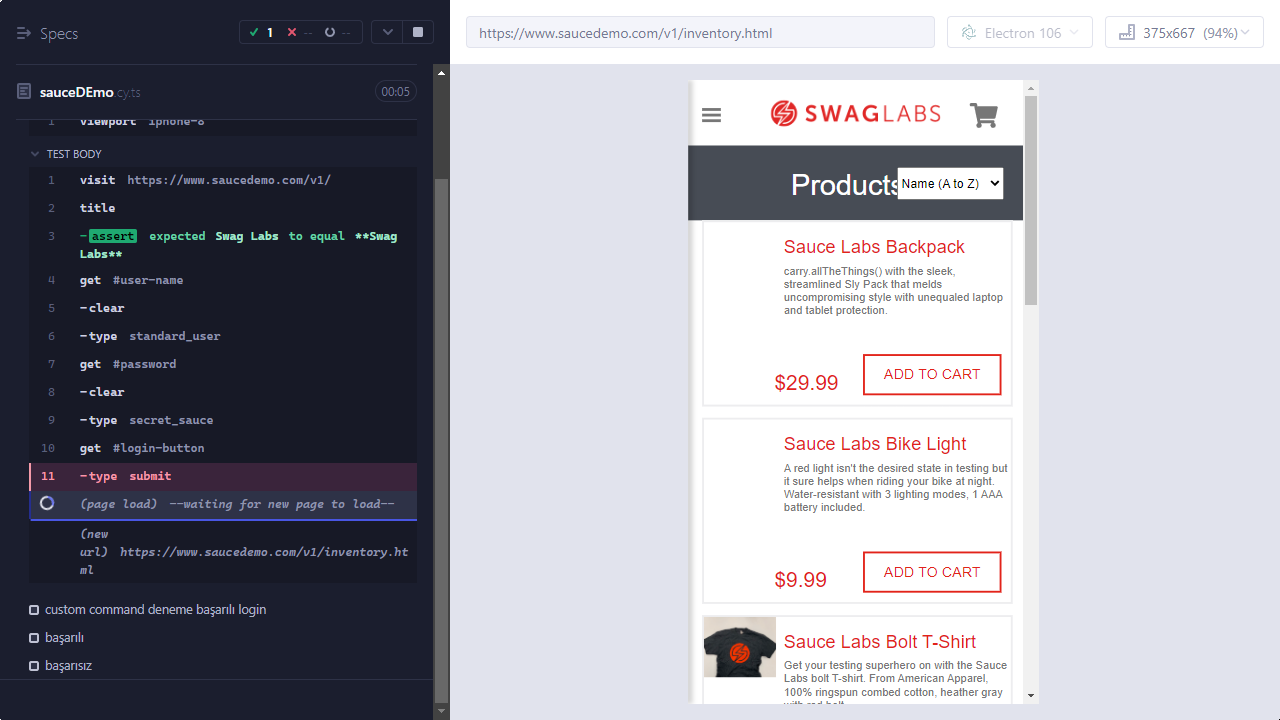 Specs
1 -- --
sauceDEmo.cy.ts 00:05
1 viewport iphone-8
TEST BODY
1 visit https://www.saucedemo.com/v1/
2 title
3 -assert expected Swag Labs to equal **Swag
Labs**
4 get #user-name
5 -clear
6 -type standard_user
7 get #password
8 -clear
9 -type secret_sauce
10 get #login-button
11 -type submit
(page load) --waiting for new page to load--
(new
url) https://www.saucedemo.com/v1/inventory.ht
ml
custom command deneme başarılı login
başarılı
başarısız
https://www.saucedemo.com/v1/inventory.html
Electron 106
375x667 (94%)
SWAGLABS
Products
Name (A to Z)
Sauce Labs Backpack
carry.allTheThings() with the sleek,
streamlined Sly Pack that melds
uncompromising style with unequaled laptop
and tablet protection.
$29.99
ADD TO CART
Sauce Labs Bike Light
A red light isn't the desired state in testing but
it sure helps when riding your bike at night.
Water-resistant with 3 lighting modes, 1 AAA
battery included.
$9.99
ADD TO CART
Sauce Labs Bolt T-Shirt
Get your testing superhero on with the Sauce
Labs bolt T-shirt. From American Apparel,
100% ringspun combed cotton, heather gray
with red bolt.